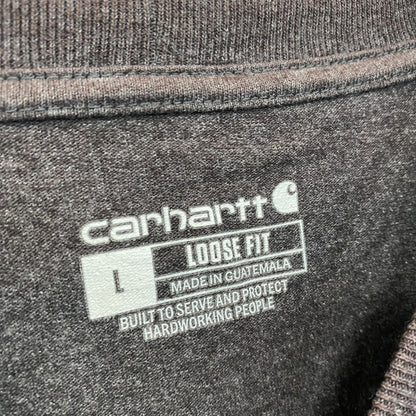 carhartt
L LOOSE FIT
MADE IN GUATEMALA
BUILT TO SERVE AND PROTECT
HARDWORKING PEOPLE